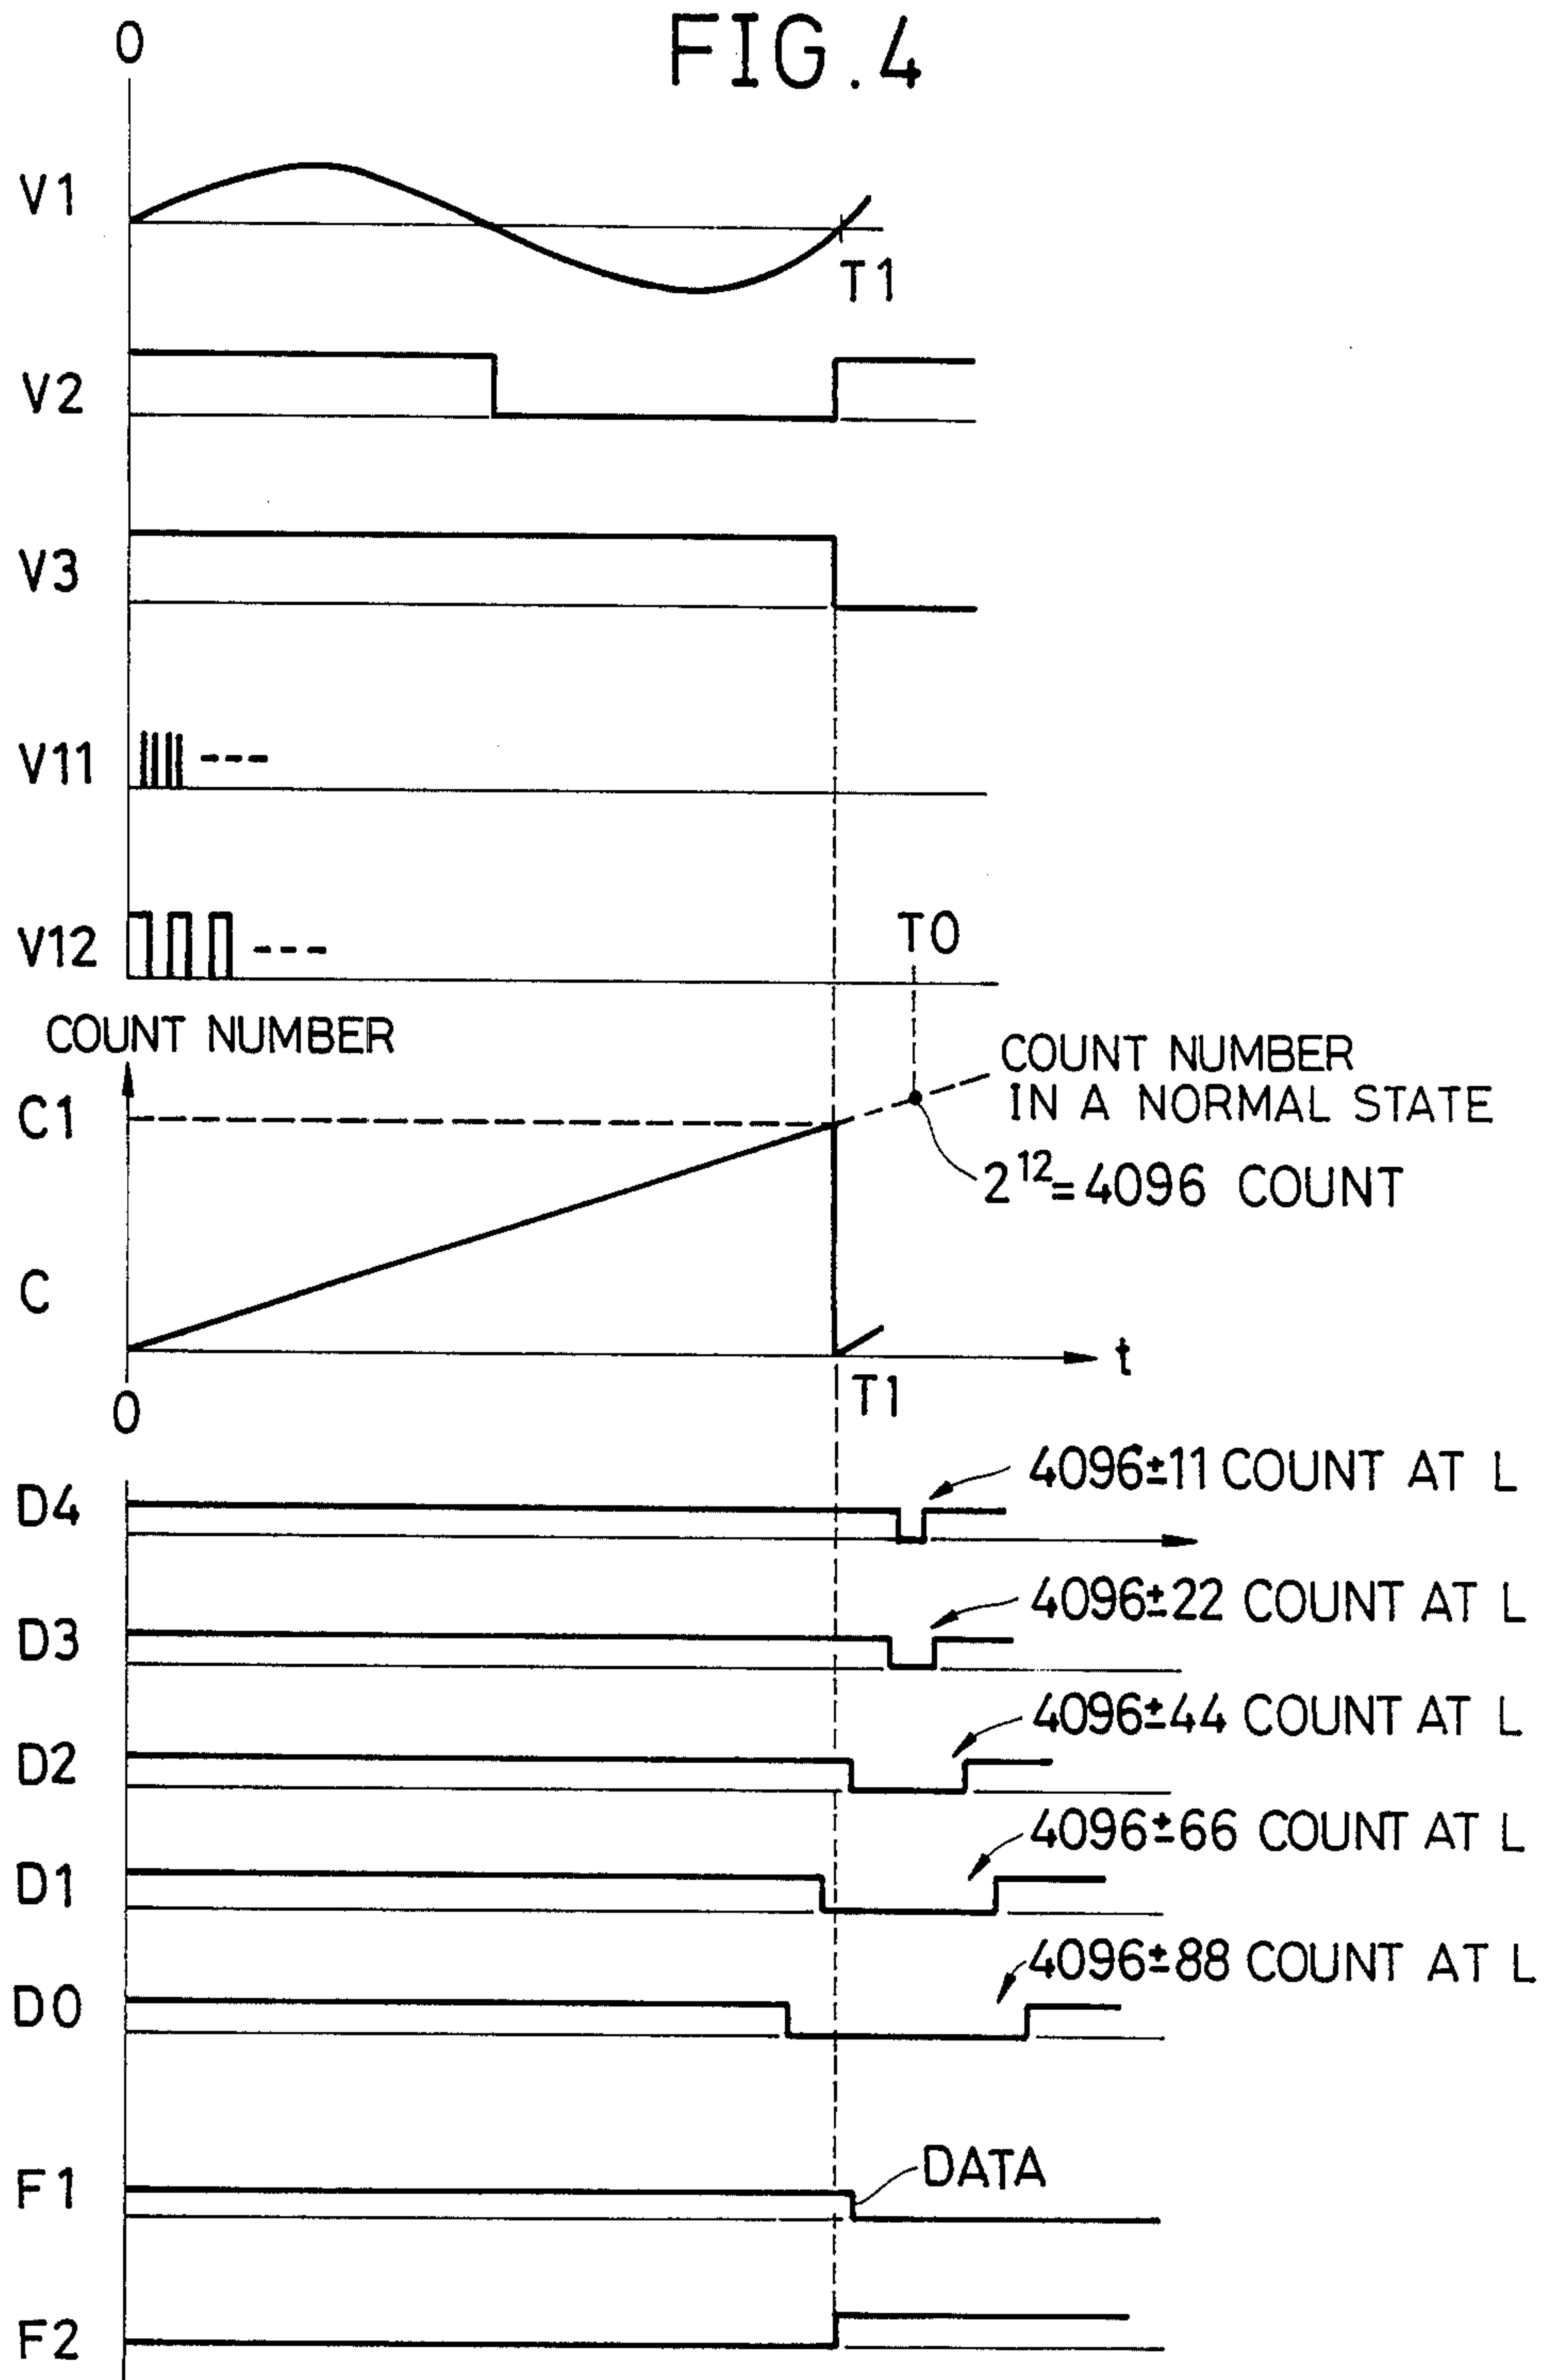 FIG.4
0
V1
T1
V2
V3
V11
V12
T0
COUNT NUMBER
COUNT NUMBER
IN A NORMAL STATE
C1
2¹²=4096 COUNT
C
t
0
T1
D4
4096±11 COUNT AT L
D3
4096±22 COUNT AT L
D2
4096±44 COUNT AT L
D1
4096±66 COUNT AT L
D0
4096±88 COUNT AT L
F1
DATA
F2